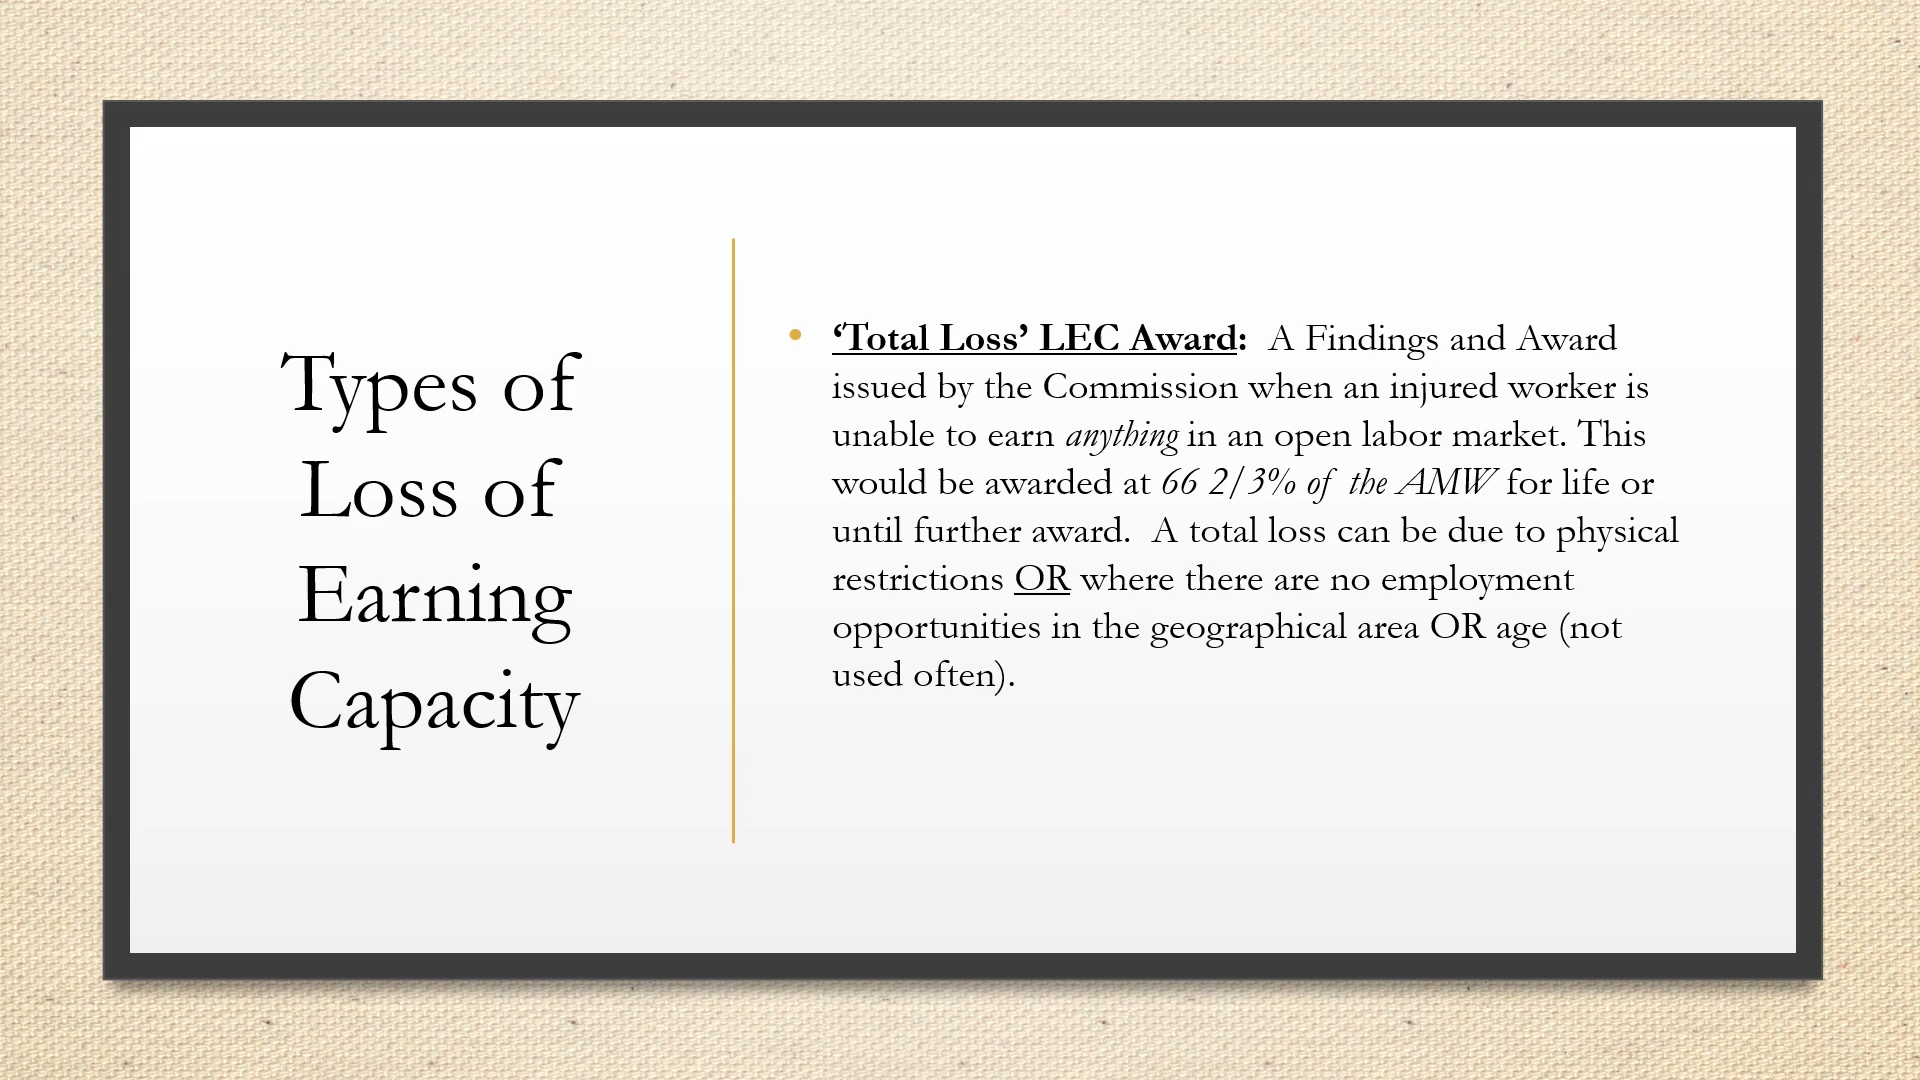 Types of
Loss of
Earning
Capacity
• ‘Total Loss’ LEC Award:  A Findings and Award
issued by the Commission when an injured worker is
unable to earn anything in an open labor market. This
would be awarded at 66 2/3% of the AMW for life or
until further award.  A total loss can be due to physical
restrictions OR where there are no employment
opportunities in the geographical area OR age (not
used often).